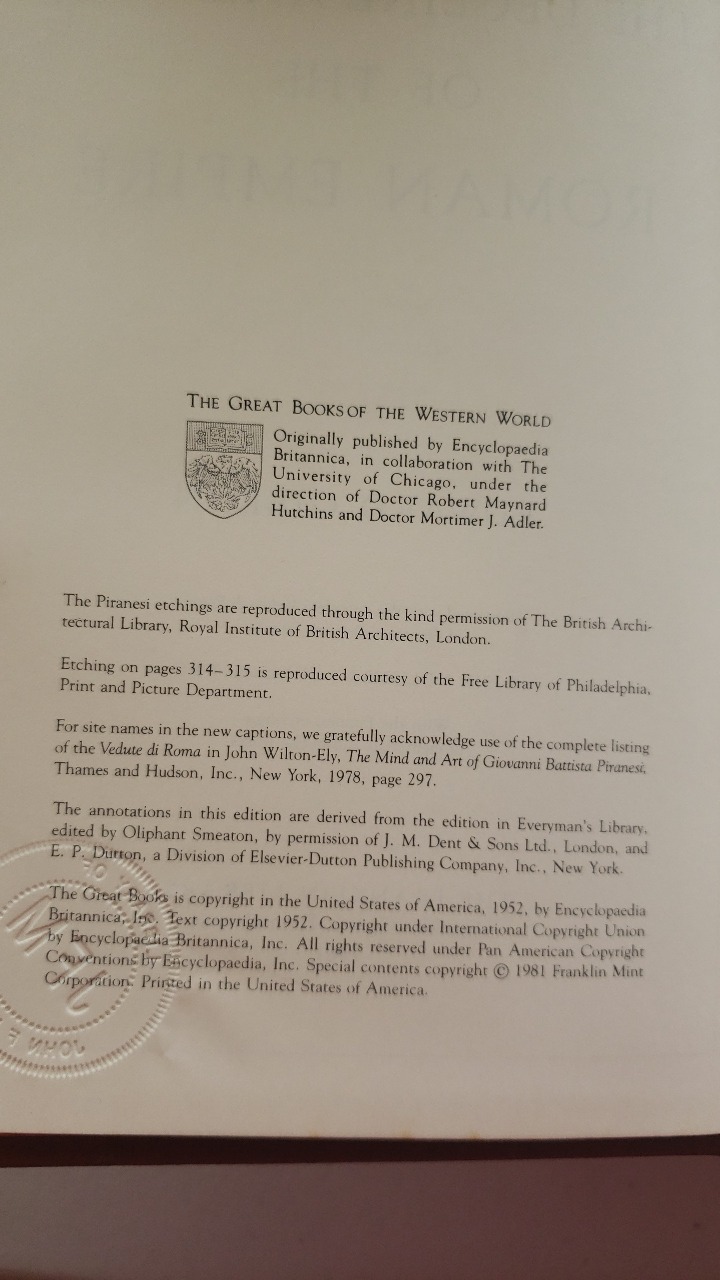 OF THE
ROMAN EMPIRE
THE GREAT BOOKS OF THE WESTERN WORLD
Originally published by Encyclopaedia
Britannica, in collaboration with The
University of Chicago, under the
direction of Doctor Robert Maynard
Hutchins and Doctor Mortimer J. Adler.
The Piranesi etchings are reproduced through the kind permission of The British Archi-
tectural Library, Royal Institute of British Architects, London.
Etching on pages 314–315 is reproduced courtesy of the Free Library of Philadelphia,
Print and Picture Department.
For site names in the new captions, we gratefully acknowledge use of the complete listing
of the Vedute di Roma in John Wilton-Ely, The Mind and Art of Giovanni Battista Piranesi,
Thames and Hudson, Inc., New York, 1978, page 297.
The annotations in this edition are derived from the edition in Everyman's Library,
edited by Oliphant Smeaton, by permission of J. M. Dent & Sons Ltd., London, and
E. P. Dutton, a Division of Elsevier-Dutton Publishing Company, Inc., New York.
The Great Books is copyright in the United States of America, 1952, by Encyclopaedia
Britannica, Inc. Text copyright 1952. Copyright under International Copyright Union
by Encyclopaedia Britannica, Inc. All rights reserved under Pan American Copyright
Conventions by Encyclopaedia, Inc. Special contents copyright © 1981 Franklin Mint
Corporation. Printed in the United States of America.
JOHN F